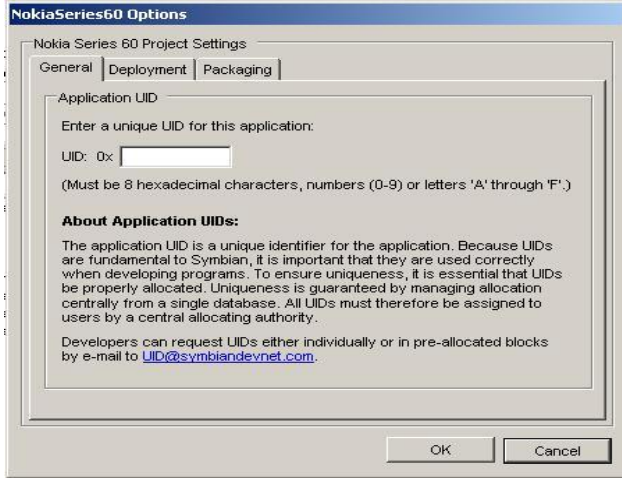 NokiaSeries60 Options
Nokia Series 60 Project Settings
General Deployment Packaging
Application UID
Enter a unique UID for this application:
UID: 0x
(Must be 8 hexadecimal characters, numbers (0-9) or letters 'A' through 'F'.)
About Application UIDs:
The application UID is a unique identifier for the application. Because UIDs
are fundamental to Symbian, it is important that they are used correctly
when developing programs. To ensure uniqueness, it is essential that UIDs
be properly allocated. Uniqueness is guaranteed by managing allocation
centrally from a single database. All UIDs must therefore be assigned to
users by a central allocating authority.
Developers can request UIDs either individually or in pre-allocated blocks
by e-mail to UID@symbiandevnet.com.
OK Cancel